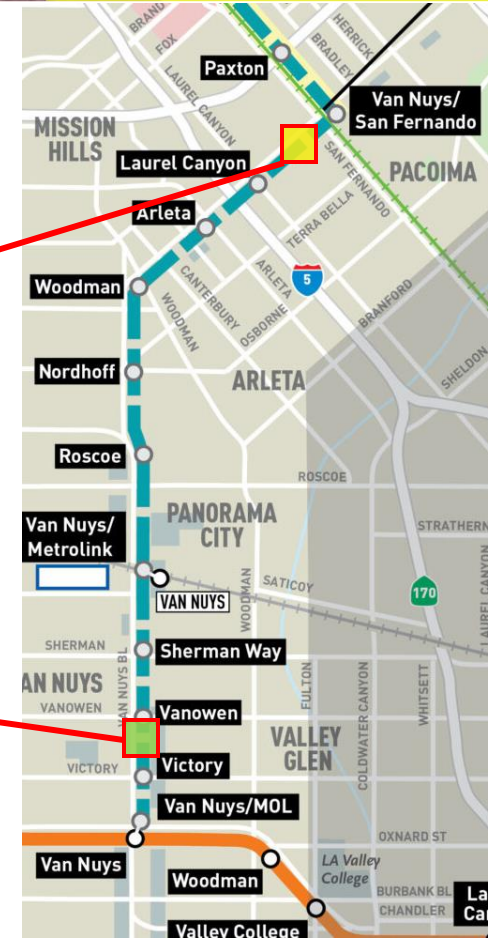 BRAND
FOX
HERRICK
BRADLEY
Paxton
LAUREL CANYON
Van Nuys/
San Fernando
MISSION
HILLS
SAN FERNANDO
Laurel Canyon
PACOIMA
TERRA BELLA
Arleta
Woodman
CANTERBURY
ARLETA
5
WOODMAN
OSBORNE
BRANFORD
Nordhoff
ARLETA
SHELDON
Roscoe
ROSCOE
PANORAMA
CITY
Van Nuys/
Metrolink
STRATHERN
VAN NUYS
SATICOY
WOODMAN
170
LAUREL CANYON
SHERMAN
Sherman Way
VAN NUYS BL
AN NUYS
FULTON
COLDWATER CANYON
WHITSETT
VANOWEN
Vanowen
VALLEY
GLEN
VICTORY
Victory
Van Nuys/MOL
OXNARD ST
Van Nuys
Woodman
LA Valley
College
BURBANK BL
CHANDLER
La
Ca
Valley College